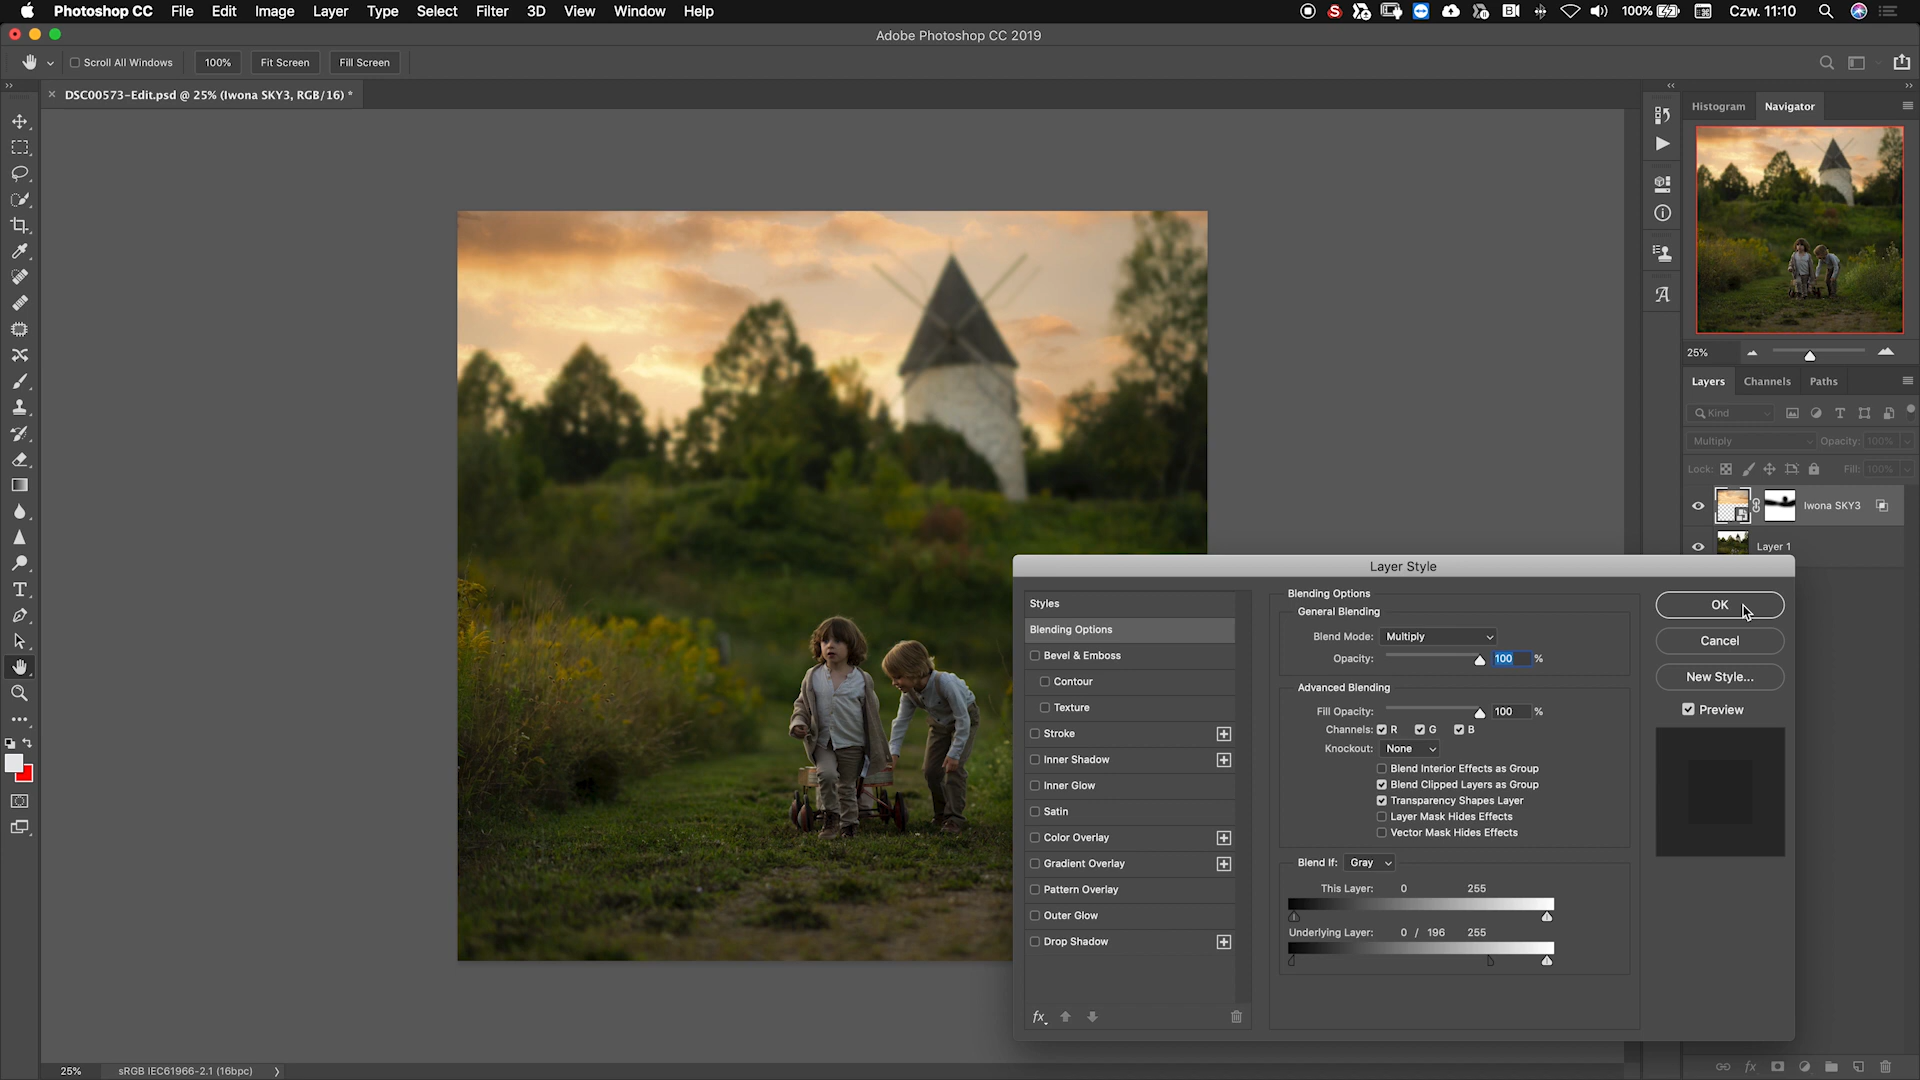 Photoshop CC File Edit Image Layer Type Select Filter 3D View Window Help 100% Czw. 11:10
Adobe Photoshop CC 2019
Scroll All Windows 100% Fit Screen Fill Screen
DSC00573-Edit.psd @ 25% (Iwona SKY3, RGB/16) *
Histogram Navigator
25%
Layers Channels Paths
Kind
Multiply Opacity: 100%
Lock: Fill: 100%
Iwona SKY3
Layer 1
Layer Style
Styles
Blending Options
Bevel & Emboss
Contour
Texture
Stroke
Inner Shadow
Inner Glow
Satin
Color Overlay
Gradient Overlay
Pattern Overlay
Outer Glow
Drop Shadow
fx
Blending Options
General Blending
Blend Mode: Multiply
Opacity: 100 %
Advanced Blending
Fill Opacity: 100 %
Channels: R G B
Knockout: None
Blend Interior Effects as Group
Blend Clipped Layers as Group
Transparency Shapes Layer
Layer Mask Hides Effects
Vector Mask Hides Effects
Blend If: Gray
This Layer: 0 255
Underlying Layer: 0 / 196 255
OK
Cancel
New Style...
Preview
25% sRGB IEC61966-2.1 (16bpc)
fx